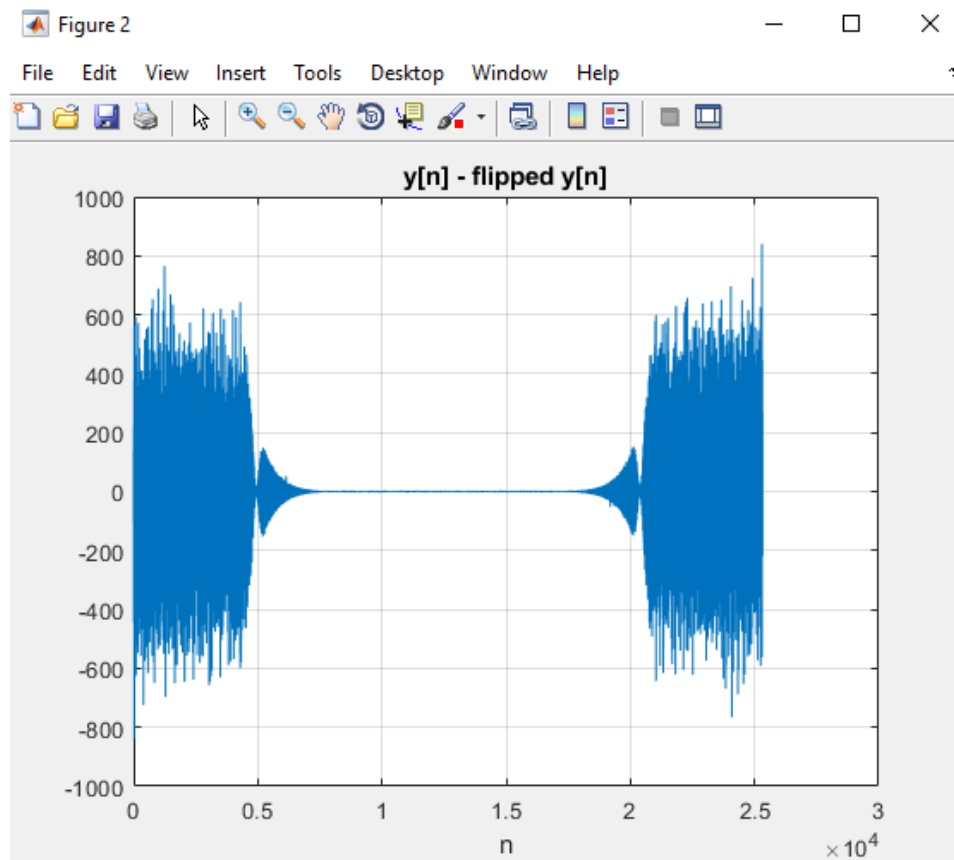 Figure 2
File Edit View Insert Tools Desktop Window Help
y[n] - flipped y[n]
1000
800
600
400
200
0
-200
-400
-600
-800
-1000
0 0.5 1 1.5 2 2.5 3
n
× 10⁴